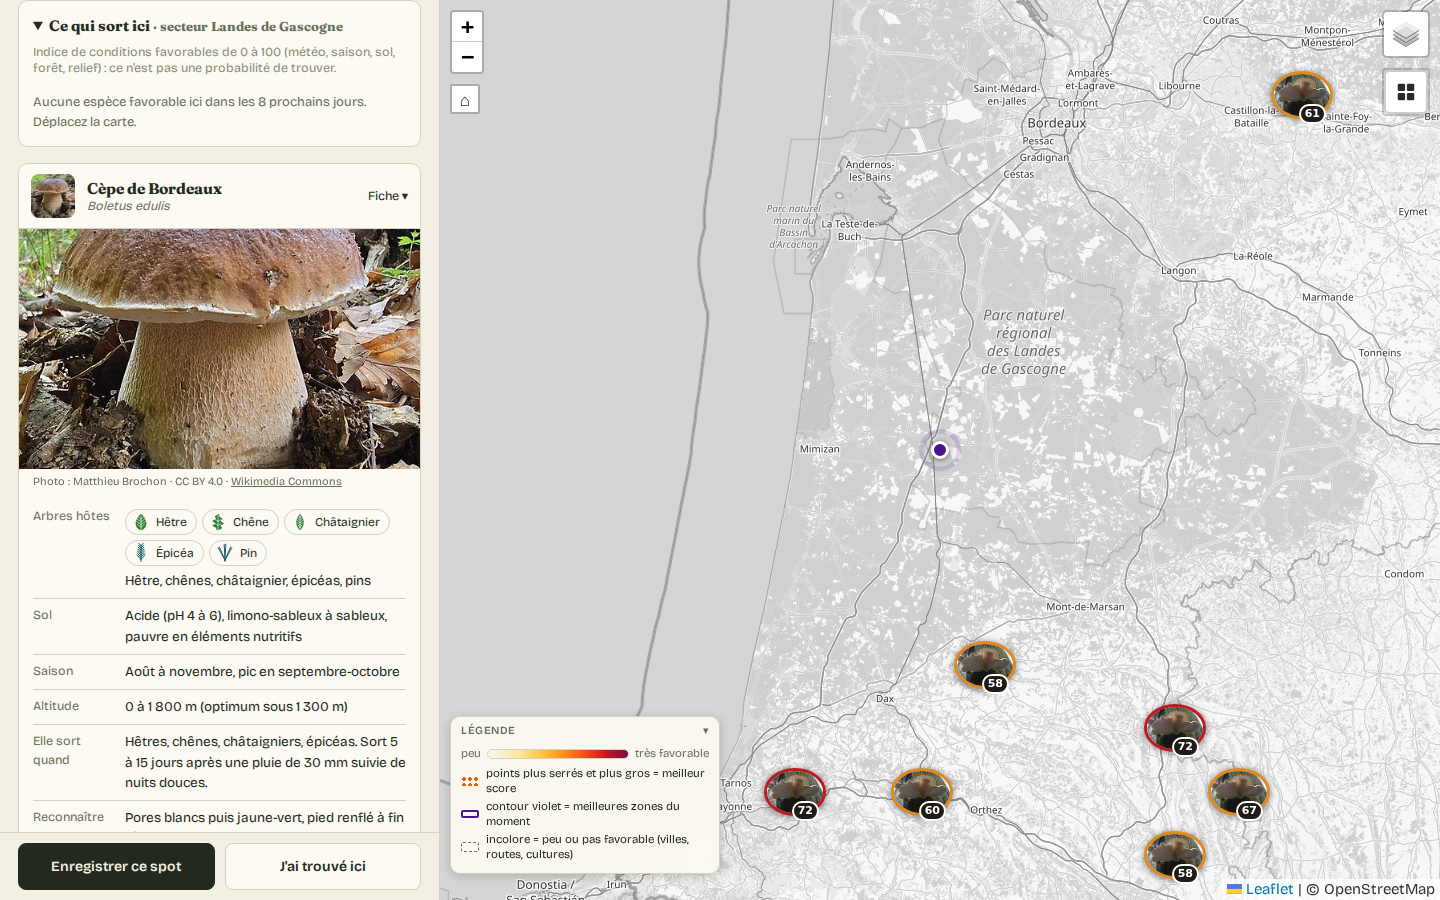 ▼ Ce qui sort ici · secteur Landes de Gascogne
Indice de conditions favorables de 0 à 100 (météo, saison, sol,
forêt, relief) : ce n'est pas une probabilité de trouver.
Aucune espèce favorable ici dans les 8 prochains jours.
Déplacez la carte.
Cèpe de Bordeaux
Boletus edulis
Fiche ▾
Photo : Matthieu Brochon · CC BY 4.0 · Wikimedia Commons
Arbres hôtes
Hêtre
Chêne
Châtaignier
Épicéa
Pin
Hêtre, chênes, châtaignier, épicéas, pins
Sol
Acide (pH 4 à 6), limono-sableux à sableux,
pauvre en éléments nutritifs
Saison
Août à novembre, pic en septembre-octobre
Altitude
0 à 1 800 m (optimum sous 1 300 m)
Elle sort
quand
Hêtres, chênes, châtaigniers, épicéas. Sort 5
à 15 jours après une pluie de 30 mm suivie de
nuits douces.
Reconnaître
Pores blancs puis jaune-vert, pied renflé à fin
Enregistrer ce spot
J'ai trouvé ici
+
−
⌂
Coutras
Montpon-
Ménestérol
Ambarès-
et-Lagrave
Saint-Médard-
en-Jalles
Lormont
Libourne
Castillon-la-
Bataille
61
Sainte-Foy-
la-Grande
Ber
Bordeaux
Pessac
Gradignan
Cestas
Andernos-
les-Bains
Parc naturel
marin du
Bassin
d'Arcachon
La Teste-de-
Buch
Eymet
La Réole
Langon
Marmande
Parc naturel
régional
des Landes
de Gascogne
Tonneins
Mimizan
Condom
Mont-de-Marsan
58
Dax
72
72
60
67
58
Orthez
Tarnos
ayonne
Donostia /
San Sebastián
Irun
LÉGENDE
▾
peu
très favorable
points plus serrés et plus gros = meilleur
score
contour violet = meilleures zones du
moment
incolore = peu ou pas favorable (villes,
routes, cultures)
Leaflet | © OpenStreetMap